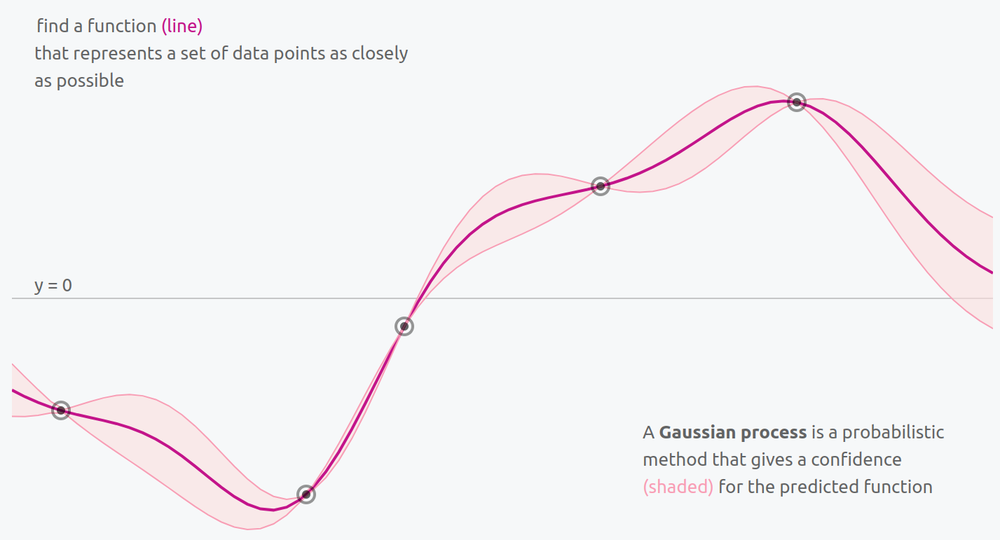 find a function (line)
that represents a set of data points as closely
as possible
y = 0
A Gaussian process is a probabilistic
method that gives a confidence
(shaded) for the predicted function